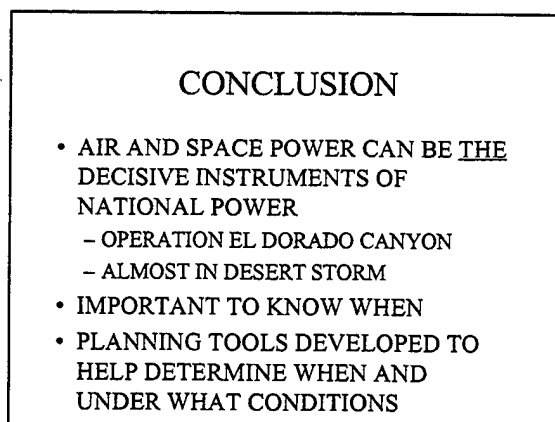 CONCLUSION
• AIR AND SPACE POWER CAN BE THE
DECISIVE INSTRUMENTS OF
NATIONAL POWER
– OPERATION EL DORADO CANYON
– ALMOST IN DESERT STORM
• IMPORTANT TO KNOW WHEN
• PLANNING TOOLS DEVELOPED TO
HELP DETERMINE WHEN AND
UNDER WHAT CONDITIONS